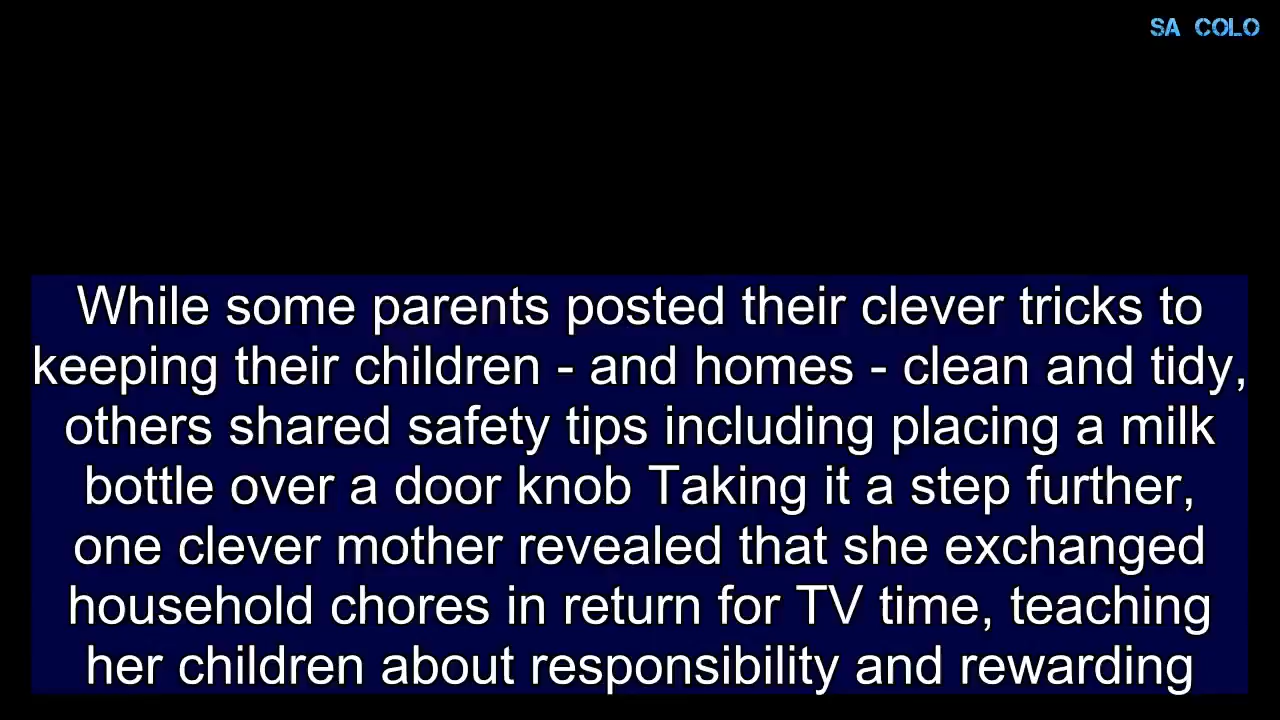 SA COLO
While some parents posted their clever tricks to
keeping their children - and homes - clean and tidy,
others shared safety tips including placing a milk
bottle over a door knob Taking it a step further,
one clever mother revealed that she exchanged
household chores in return for TV time, teaching
her children about responsibility and rewarding